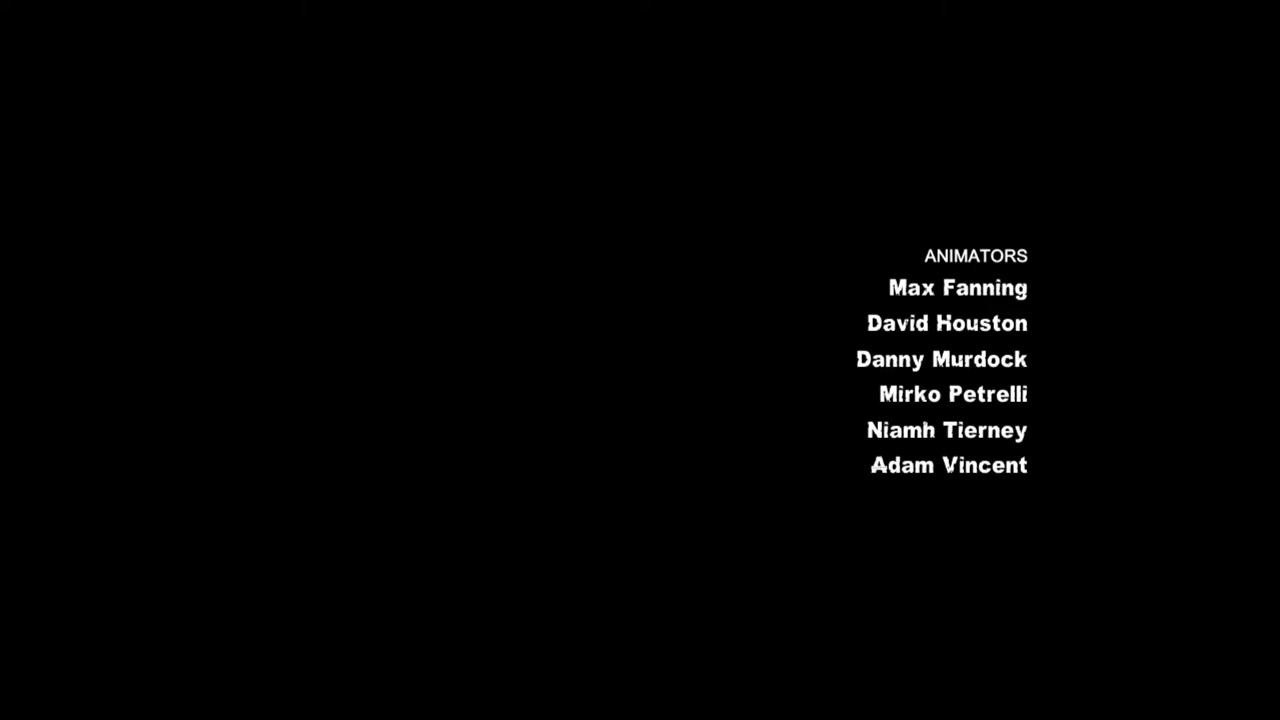 ANIMATORS
Max Fanning
David Houston
Danny Murdock
Mirko Petrelli
Niamh Tierney
Adam Vincent